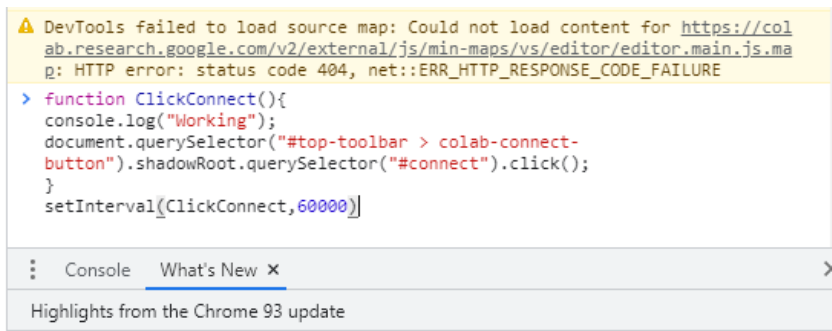 DevTools failed to load source map: Could not load content for https://col
ab.research.google.com/v2/external/js/min-maps/vs/editor/editor.main.js.ma
p: HTTP error: status code 404, net::ERR_HTTP_RESPONSE_CODE_FAILURE
> function ClickConnect(){
console.log("Working");
document.querySelector("#top-toolbar > colab-connect-
button").shadowRoot.querySelector("#connect").click();
}
setInterval(ClickConnect,60000)
Console What's New ×
Highlights from the Chrome 93 update